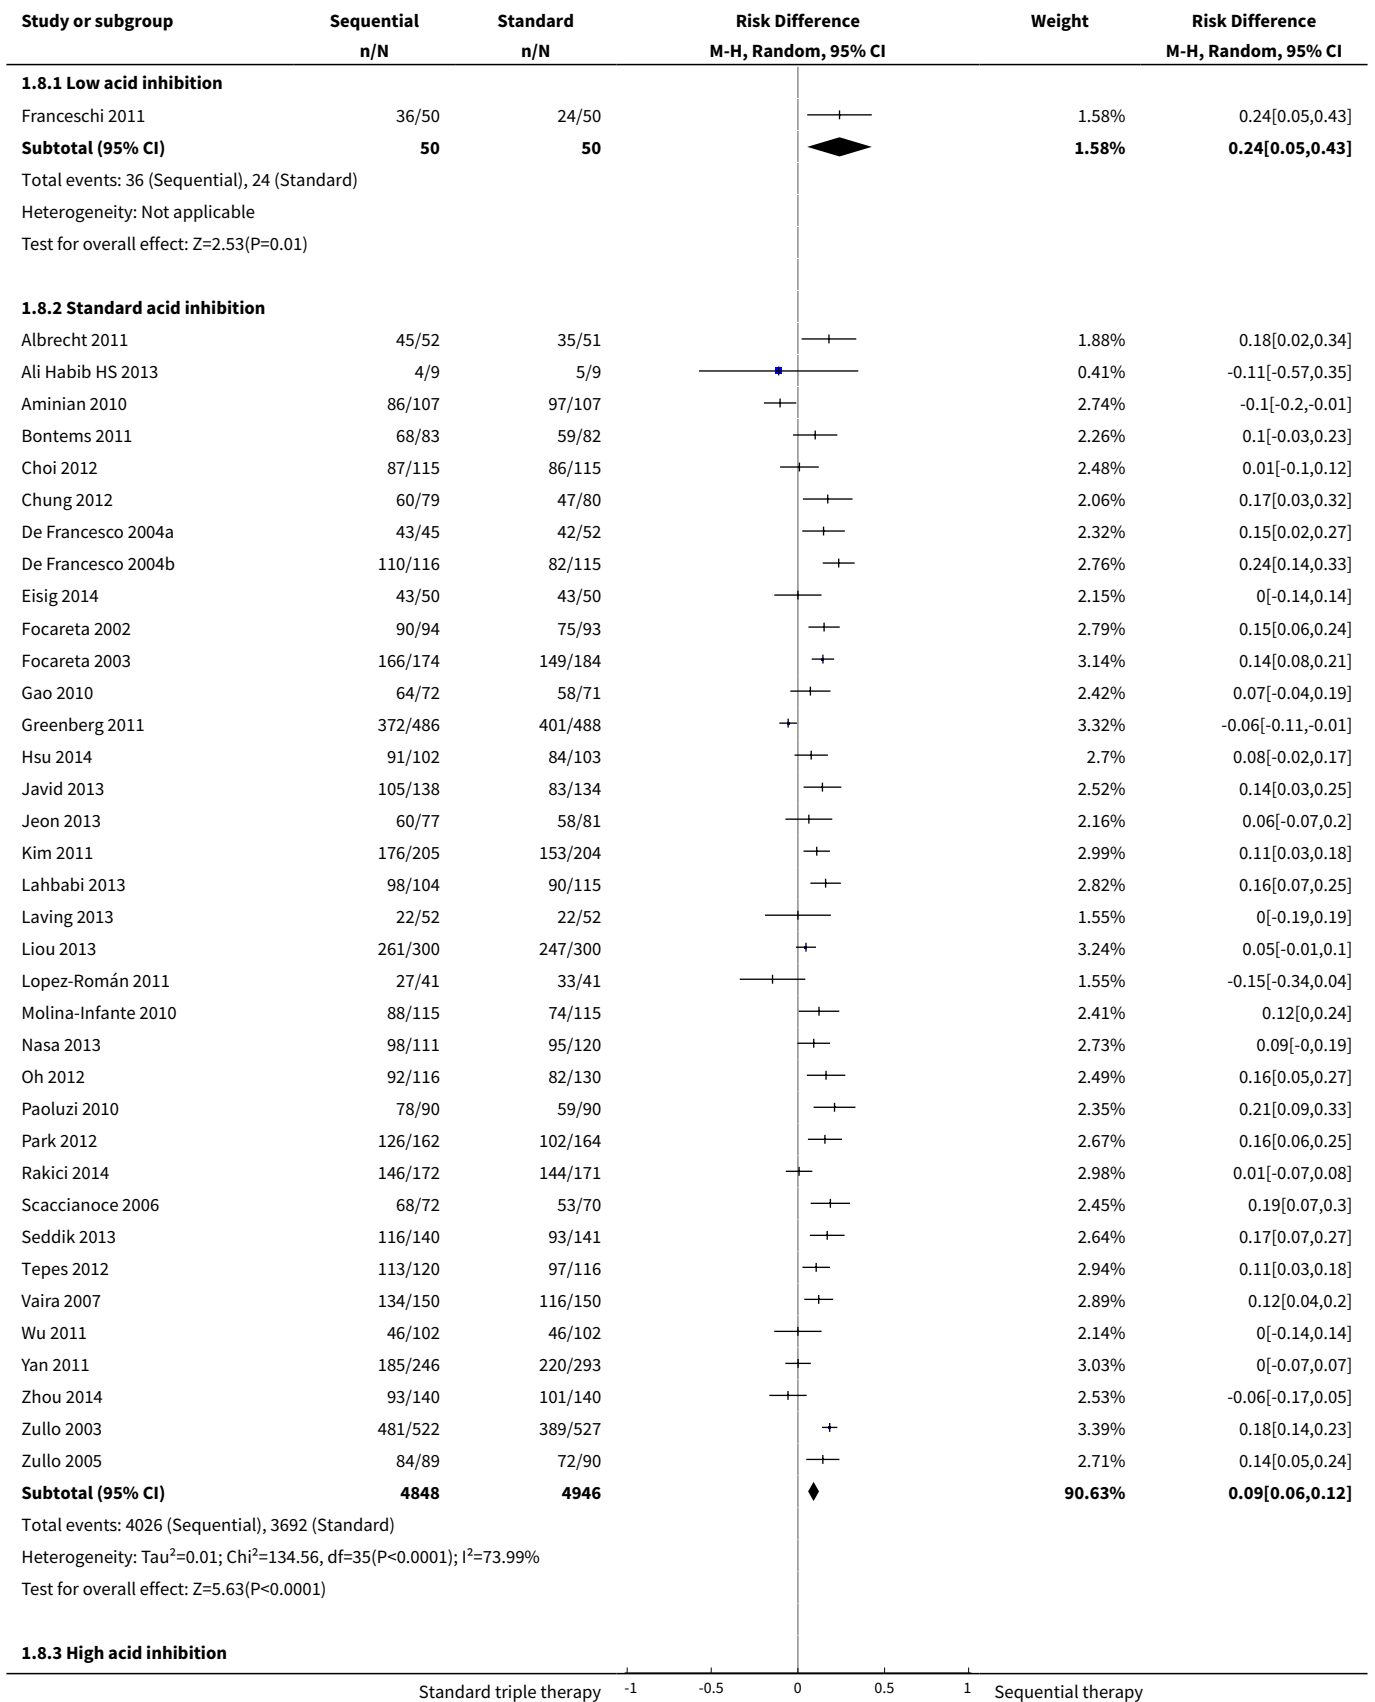 Study or subgroup Sequential Standard Risk Difference Weight Risk Difference
n/N n/N M-H, Random, 95% CI M-H, Random, 95% CI
1.8.1 Low acid inhibition
Franceschi 2011 36/50 24/50 1.58% 0.24[0.05,0.43]
Subtotal (95% CI) 50 50 1.58% 0.24[0.05,0.43]
Total events: 36 (Sequential), 24 (Standard)
Heterogeneity: Not applicable
Test for overall effect: Z=2.53(P=0.01)
1.8.2 Standard acid inhibition
Albrecht 2011 45/52 35/51 1.88% 0.18[0.02,0.34]
Ali Habib HS 2013 4/9 5/9 0.41% -0.11[-0.57,0.35]
Aminian 2010 86/107 97/107 2.74% -0.1[-0.2,-0.01]
Bontems 2011 68/83 59/82 2.26% 0.1[-0.03,0.23]
Choi 2012 87/115 86/115 2.48% 0.01[-0.1,0.12]
Chung 2012 60/79 47/80 2.06% 0.17[0.03,0.32]
De Francesco 2004a 43/45 42/52 2.32% 0.15[0.02,0.27]
De Francesco 2004b 110/116 82/115 2.76% 0.24[0.14,0.33]
Eisig 2014 43/50 43/50 2.15% 0[-0.14,0.14]
Focareta 2002 90/94 75/93 2.79% 0.15[0.06,0.24]
Focareta 2003 166/174 149/184 3.14% 0.14[0.08,0.21]
Gao 2010 64/72 58/71 2.42% 0.07[-0.04,0.19]
Greenberg 2011 372/486 401/488 3.32% -0.06[-0.11,-0.01]
Hsu 2014 91/102 84/103 2.7% 0.08[-0.02,0.17]
Javid 2013 105/138 83/134 2.52% 0.14[0.03,0.25]
Jeon 2013 60/77 58/81 2.16% 0.06[-0.07,0.2]
Kim 2011 176/205 153/204 2.99% 0.11[0.03,0.18]
Lahbabi 2013 98/104 90/115 2.82% 0.16[0.07,0.25]
Laving 2013 22/52 22/52 1.55% 0[-0.19,0.19]
Liou 2013 261/300 247/300 3.24% 0.05[-0.01,0.1]
Lopez-Román 2011 27/41 33/41 1.55% -0.15[-0.34,0.04]
Molina-Infante 2010 88/115 74/115 2.41% 0.12[0,0.24]
Nasa 2013 98/111 95/120 2.73% 0.09[-0,0.19]
Oh 2012 92/116 82/130 2.49% 0.16[0.05,0.27]
Paoluzi 2010 78/90 59/90 2.35% 0.21[0.09,0.33]
Park 2012 126/162 102/164 2.67% 0.16[0.06,0.25]
Rakici 2014 146/172 144/171 2.98% 0.01[-0.07,0.08]
Scaccianoce 2006 68/72 53/70 2.45% 0.19[0.07,0.3]
Seddik 2013 116/140 93/141 2.64% 0.17[0.07,0.27]
Tepes 2012 113/120 97/116 2.94% 0.11[0.03,0.18]
Vaira 2007 134/150 116/150 2.89% 0.12[0.04,0.2]
Wu 2011 46/102 46/102 2.14% 0[-0.14,0.14]
Yan 2011 185/246 220/293 3.03% 0[-0.07,0.07]
Zhou 2014 93/140 101/140 2.53% -0.06[-0.17,0.05]
Zullo 2003 481/522 389/527 3.39% 0.18[0.14,0.23]
Zullo 2005 84/89 72/90 2.71% 0.14[0.05,0.24]
Subtotal (95% CI) 4848 4946 90.63% 0.09[0.06,0.12]
Total events: 4026 (Sequential), 3692 (Standard)
Heterogeneity: Tau²=0.01; Chi²=134.56, df=35(P<0.0001); I²=73.99%
Test for overall effect: Z=5.63(P<0.0001)
1.8.3 High acid inhibition
Standard triple therapy -1 -0.5 0 0.5 1 Sequential therapy